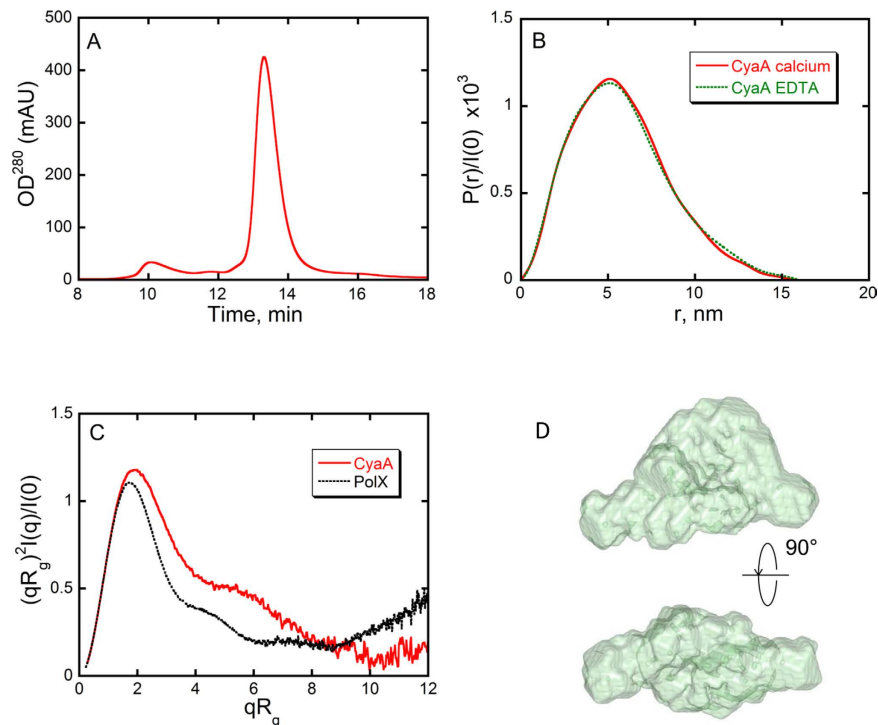 A
OD²⁸⁰ (mAU)
500
400
300
200
100
0
8 10 12 14 16 18
Time, min
B
CyaA calcium
CyaA EDTA
P(r)/I(0) x10³
1.5
1
0.5
0
0 5 10 15 20
r, nm
C
CyaA
PolX
(qR_g)²I(q)/I(0)
1.5
1
0.5
0
0 2 4 6 8 10 12
qR_g
D
90°